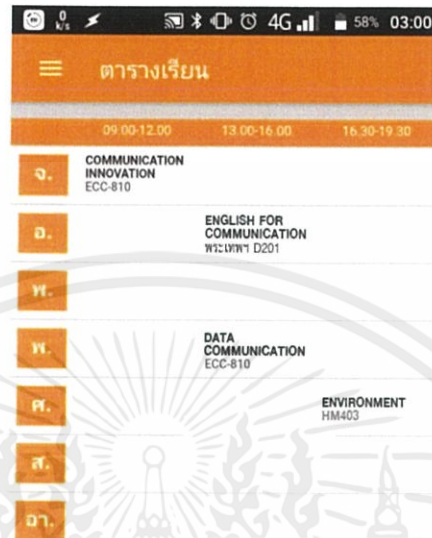 0
k/s
4G
58%
03:00
ตารางเรียน
09.00-12.00 13.00-16.00 16.30-19.30
จ.
COMMUNICATION
INNOVATION
ECC-810
อ.
ENGLISH FOR
COMMUNICATION
พระเทพฯ D201
พ.
พ.
DATA
COMMUNICATION
ECC-810
ศ.
ENVIRONMENT
HM403
ส.
อา.